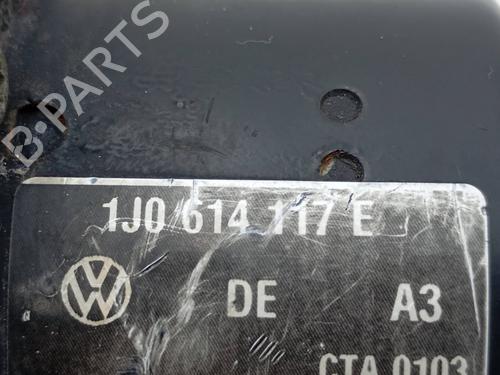 B-PARTS
1J0 614 117 E
DE A3
CTA 0103